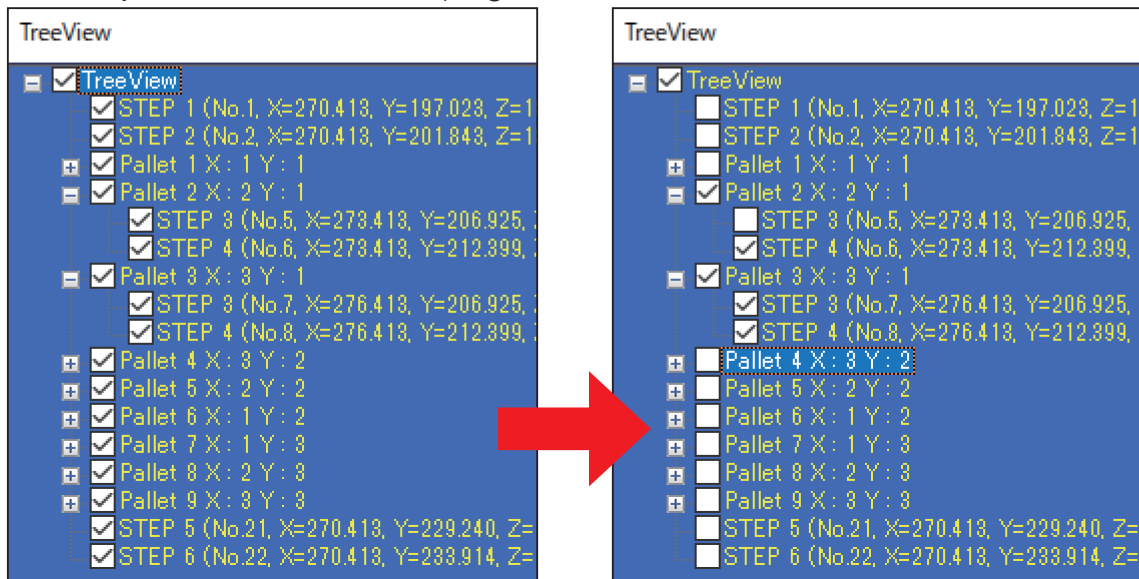 TreeView
TreeView
STEP 1 (No.1, X=270.413, Y=197.023, Z=1
STEP 2 (No.2, X=270.413, Y=201.843, Z=1
Pallet 1 X : 1 Y : 1
Pallet 2 X : 2 Y : 1
STEP 3 (No.5, X=273.413, Y=206.925,
STEP 4 (No.6, X=273.413, Y=212.399,
Pallet 3 X : 3 Y : 1
STEP 3 (No.7, X=276.413, Y=206.925,
STEP 4 (No.8, X=276.413, Y=212.399,
Pallet 4 X : 3 Y : 2
Pallet 5 X : 2 Y : 2
Pallet 6 X : 1 Y : 2
Pallet 7 X : 1 Y : 3
Pallet 8 X : 2 Y : 3
Pallet 9 X : 3 Y : 3
STEP 5 (No.21, X=270.413, Y=229.240, Z=
STEP 6 (No.22, X=270.413, Y=233.914, Z=
TreeView
TreeView
STEP 1 (No.1, X=270.413, Y=197.023, Z=1
STEP 2 (No.2, X=270.413, Y=201.843, Z=1
Pallet 1 X : 1 Y : 1
Pallet 2 X : 2 Y : 1
STEP 3 (No.5, X=273.413, Y=206.925,
STEP 4 (No.6, X=273.413, Y=212.399,
Pallet 3 X : 3 Y : 1
STEP 3 (No.7, X=276.413, Y=206.925,
STEP 4 (No.8, X=276.413, Y=212.399,
Pallet 4 X : 3 Y : 2
Pallet 5 X : 2 Y : 2
Pallet 6 X : 1 Y : 2
Pallet 7 X : 1 Y : 3
Pallet 8 X : 2 Y : 3
Pallet 9 X : 3 Y : 3
STEP 5 (No.21, X=270.413, Y=229.240, Z=
STEP 6 (No.22, X=270.413, Y=233.914, Z=